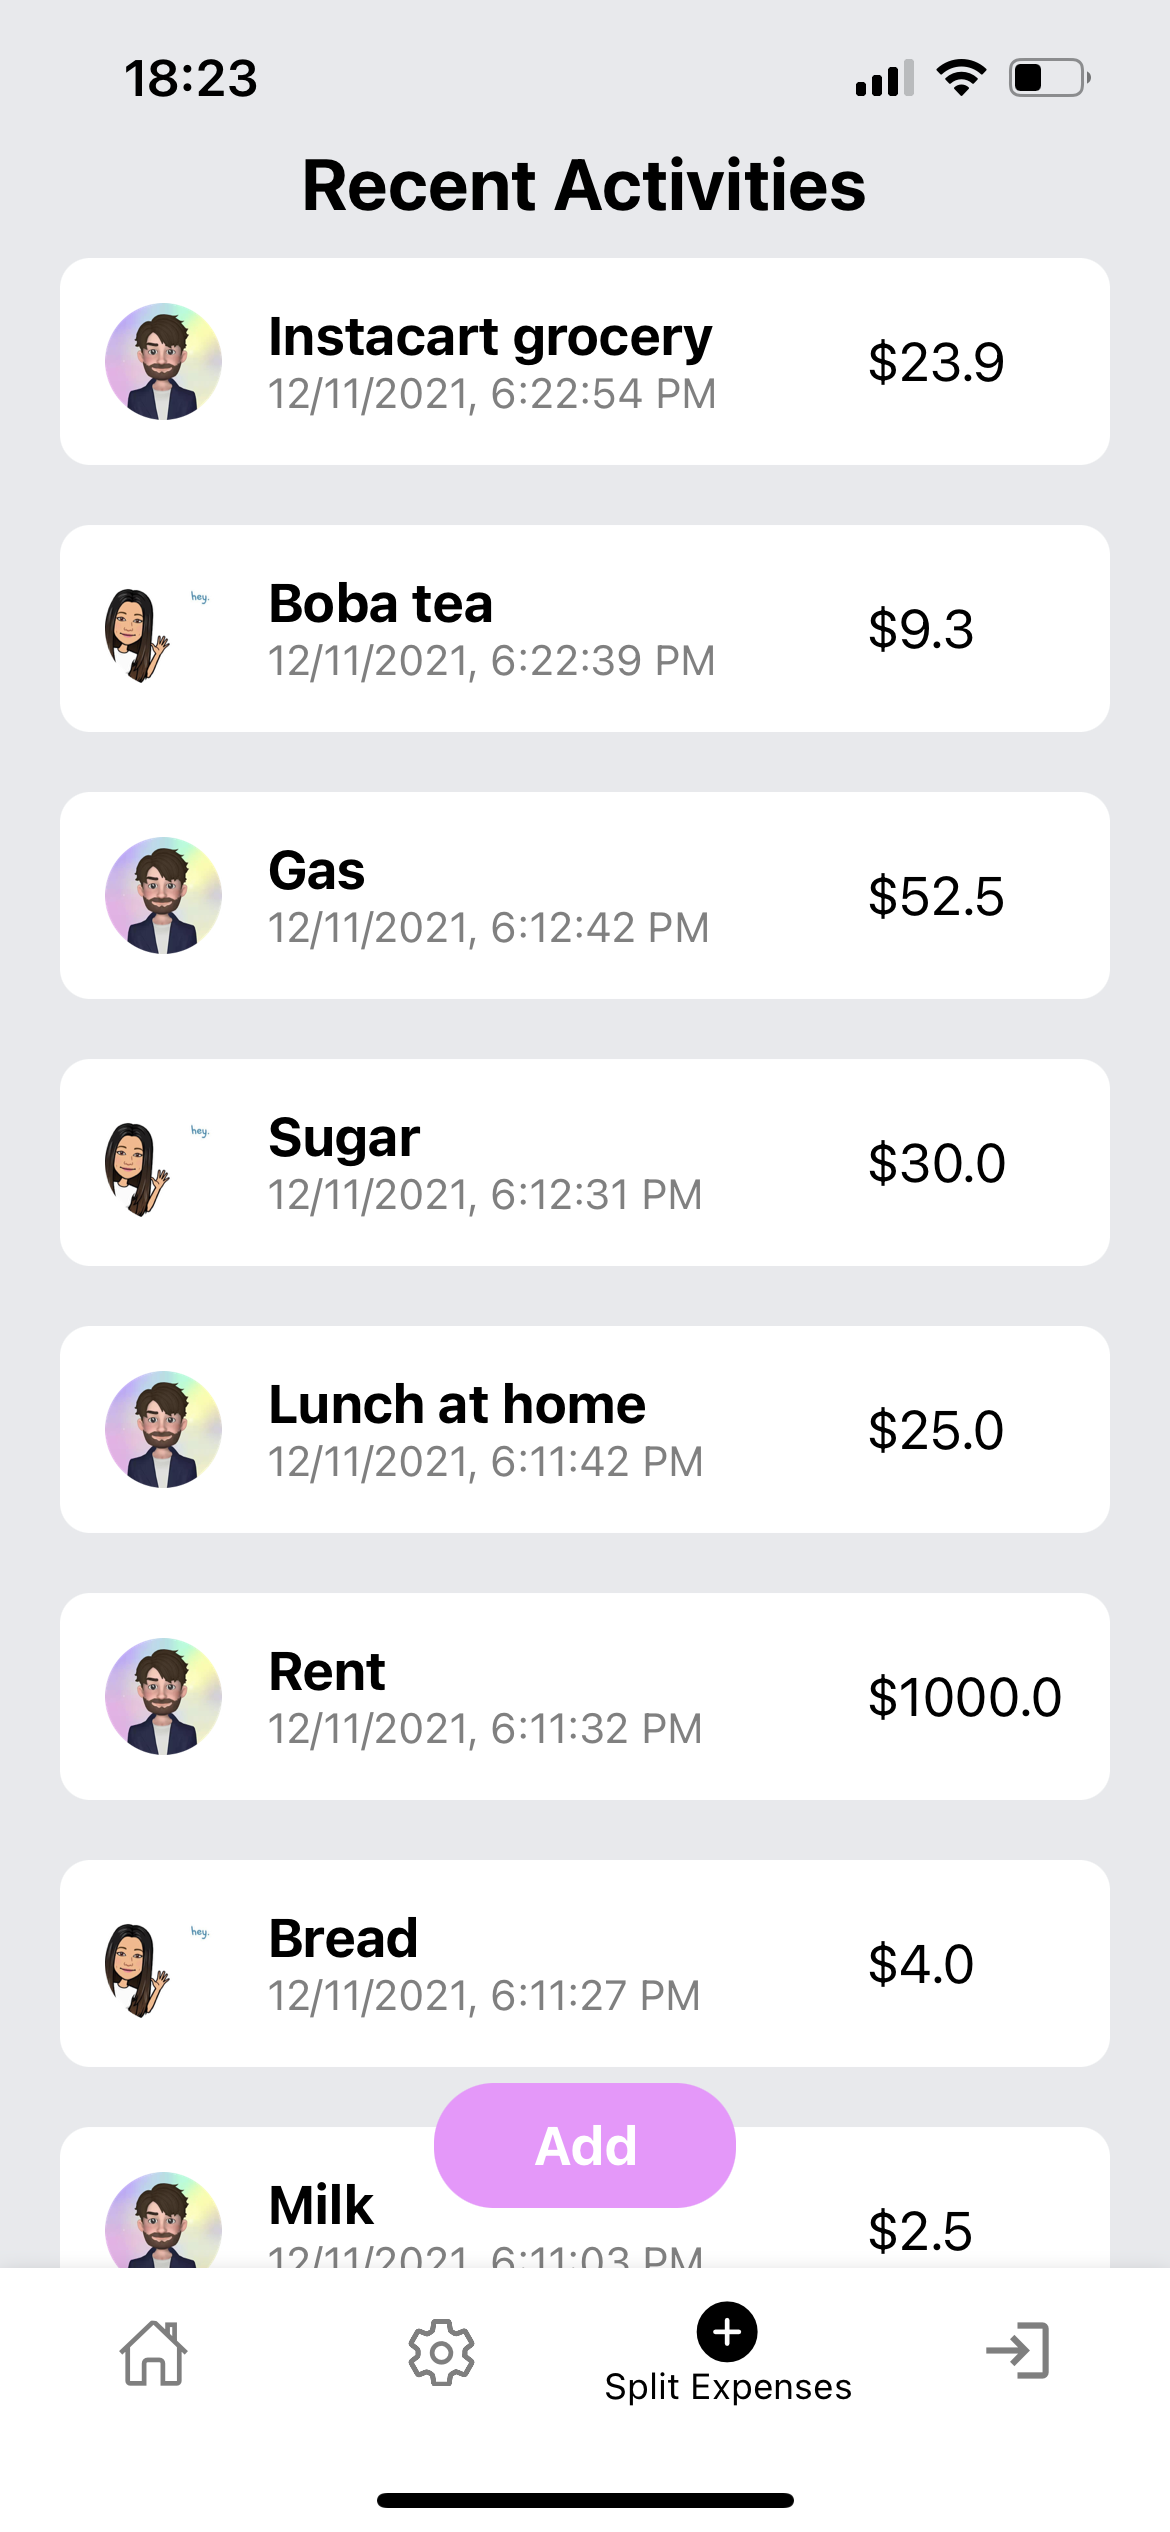 18:23
Recent Activities
Instacart grocery
12/11/2021, 6:22:54 PM
$23.9
hey.
Boba tea
12/11/2021, 6:22:39 PM
$9.3
Gas
12/11/2021, 6:12:42 PM
$52.5
hey.
Sugar
12/11/2021, 6:12:31 PM
$30.0
Lunch at home
12/11/2021, 6:11:42 PM
$25.0
Rent
12/11/2021, 6:11:32 PM
$1000.0
hey.
Bread
12/11/2021, 6:11:27 PM
$4.0
Add
Milk
12/11/2021, 6:11:03 PM
$2.5
Split Expenses